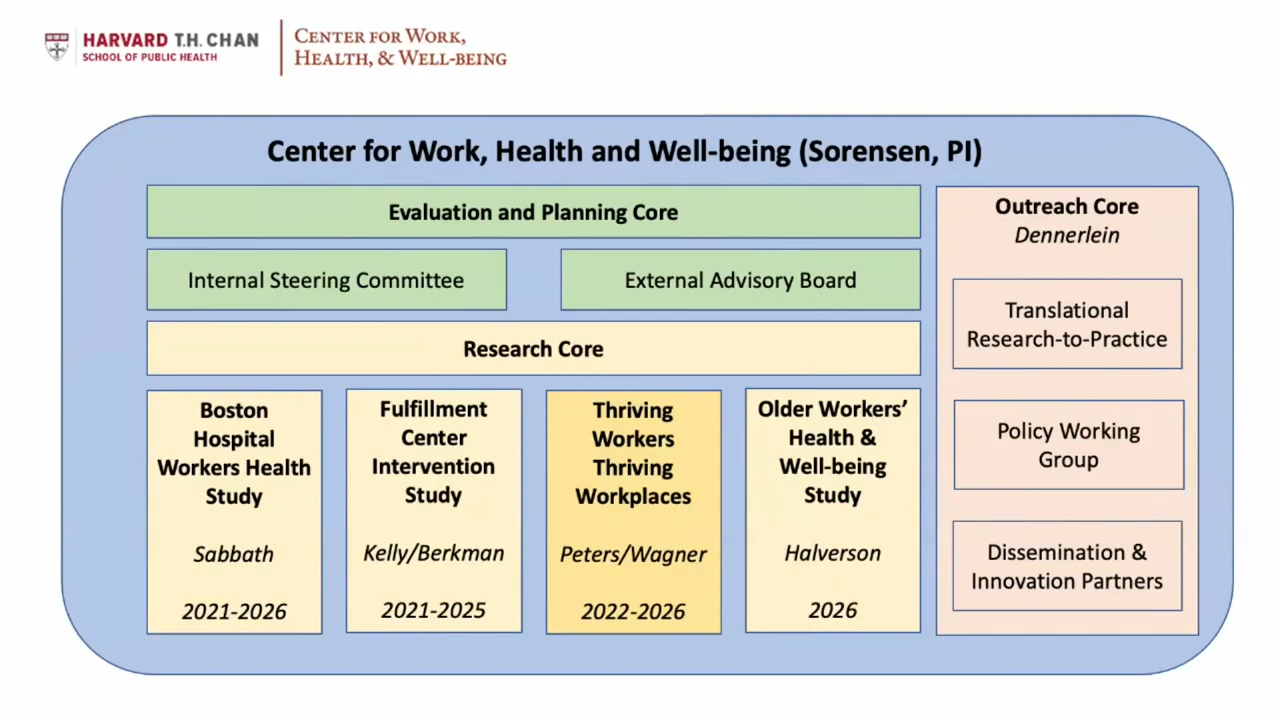 HARVARD T.H. CHAN
SCHOOL OF PUBLIC HEALTH
CENTER FOR WORK,
HEALTH, & WELL-BEING
Center for Work, Health and Well-being (Sorensen, PI)
Evaluation and Planning Core
Internal Steering Committee
External Advisory Board
Research Core
Boston
Hospital
Workers Health
Study
Sabbath
2021-2026
Fulfillment
Center
Intervention
Study
Kelly/Berkman
2021-2025
Thriving
Workers
Thriving
Workplaces
Peters/Wagner
2022-2026
Older Workers’
Health &
Well-being
Study
Halverson
2026
Outreach Core
Dennerlein
Translational
Research-to-Practice
Policy Working
Group
Dissemination &
Innovation Partners